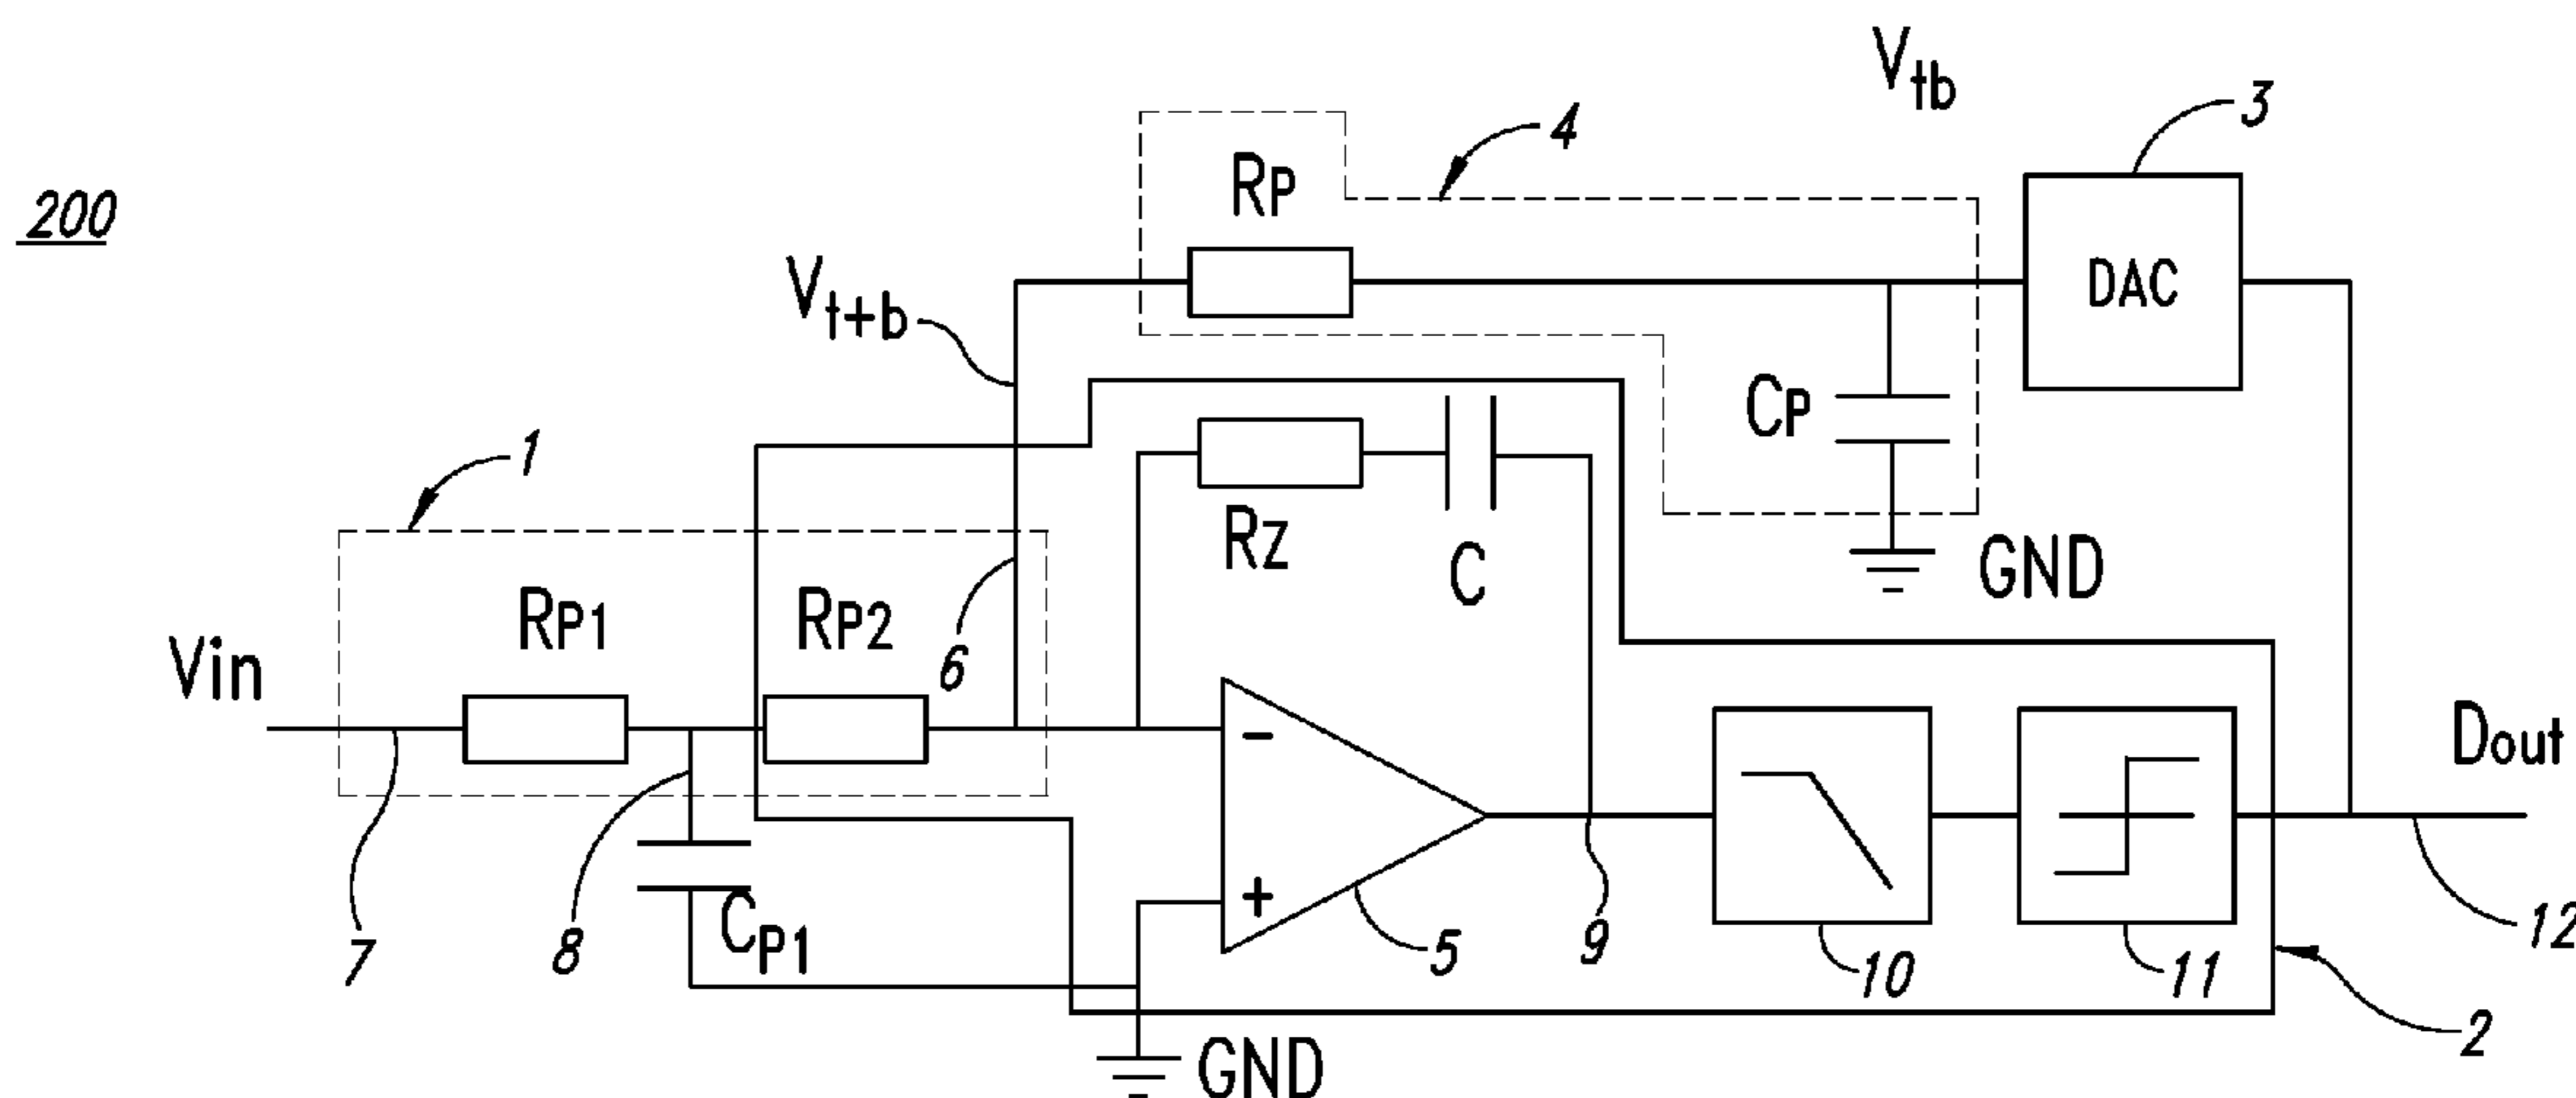 Vtb
3
4
RP
200
DAC
Vt+b
CP
1
RZ
C
GND
RP1
RP2
6
Vin
-
Dout
+
CP1
7
8
5
9
10
11
12
2
GND